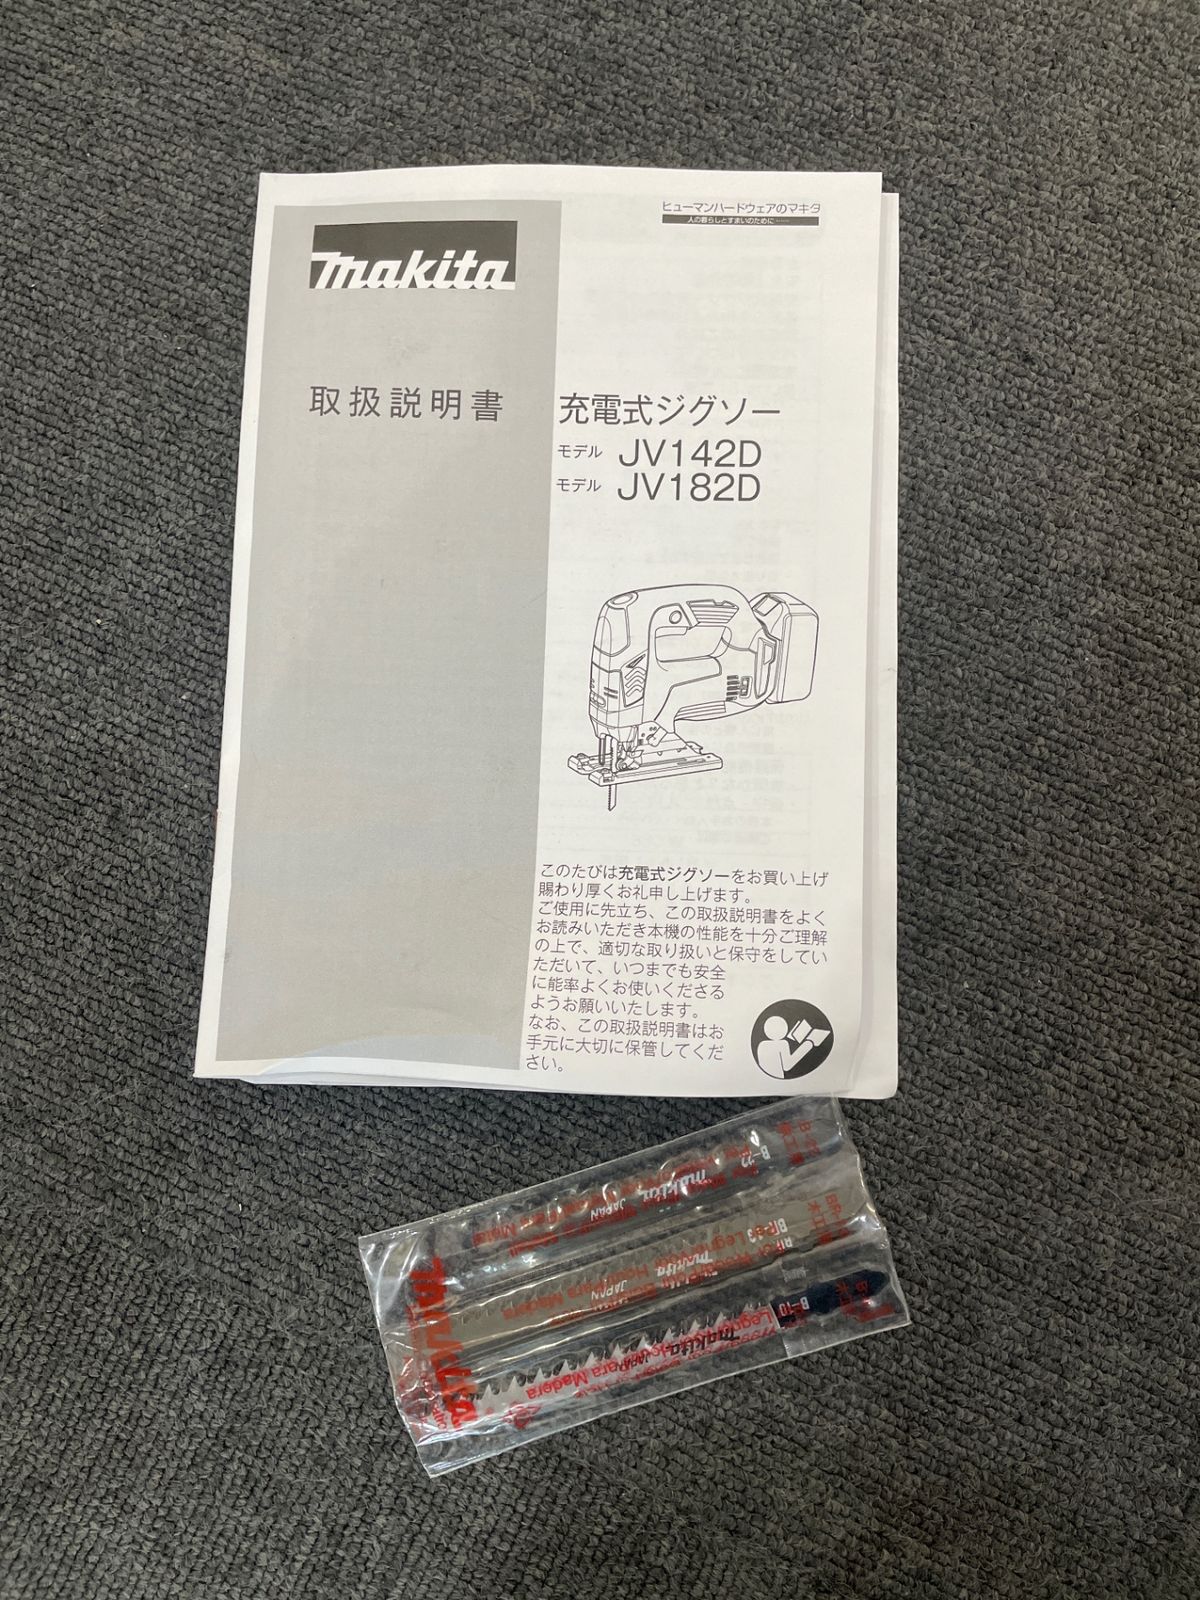 ヒューマンハードウェアのマキタ
人の暮らしとすまいのために……
makita
取扱説明書
充電式ジグソー
モデル JV142D
モデル JV182D
このたびは充電式ジグソーをお買い上げ
賜わり厚くお礼申し上げます。
ご使用に先立ち、この取扱説明書をよく
お読みいただき本機の性能を十分ご理解
の上で、適切な取り扱いと保守をしてい
ただいて、いつまでも安全
に能率よくお使いくださる
ようお願いいたします。
なお、この取扱説明書はお
手元に大切に保管してくだ
さい。
B-22
makita
JAPAN
makita
JAPAN
B-10
makita
JAPAN
makita
Para Madera